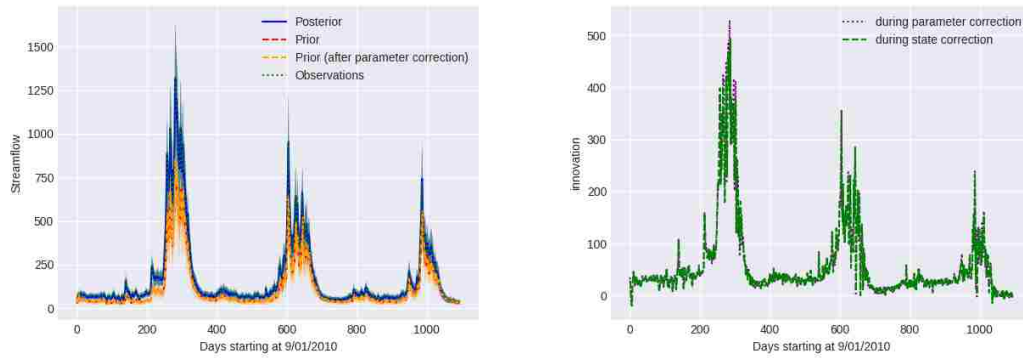 Posterior
Prior
Prior (after parameter correction)
Observations
1500
1250
1000
750
500
250
0
Streamflow
0 200 400 600 800 1000
Days starting at 9/01/2010
during parameter correction
during state correction
500
400
300
200
100
0
innovation
0 200 400 600 800 1000
Days starting at 9/01/2010